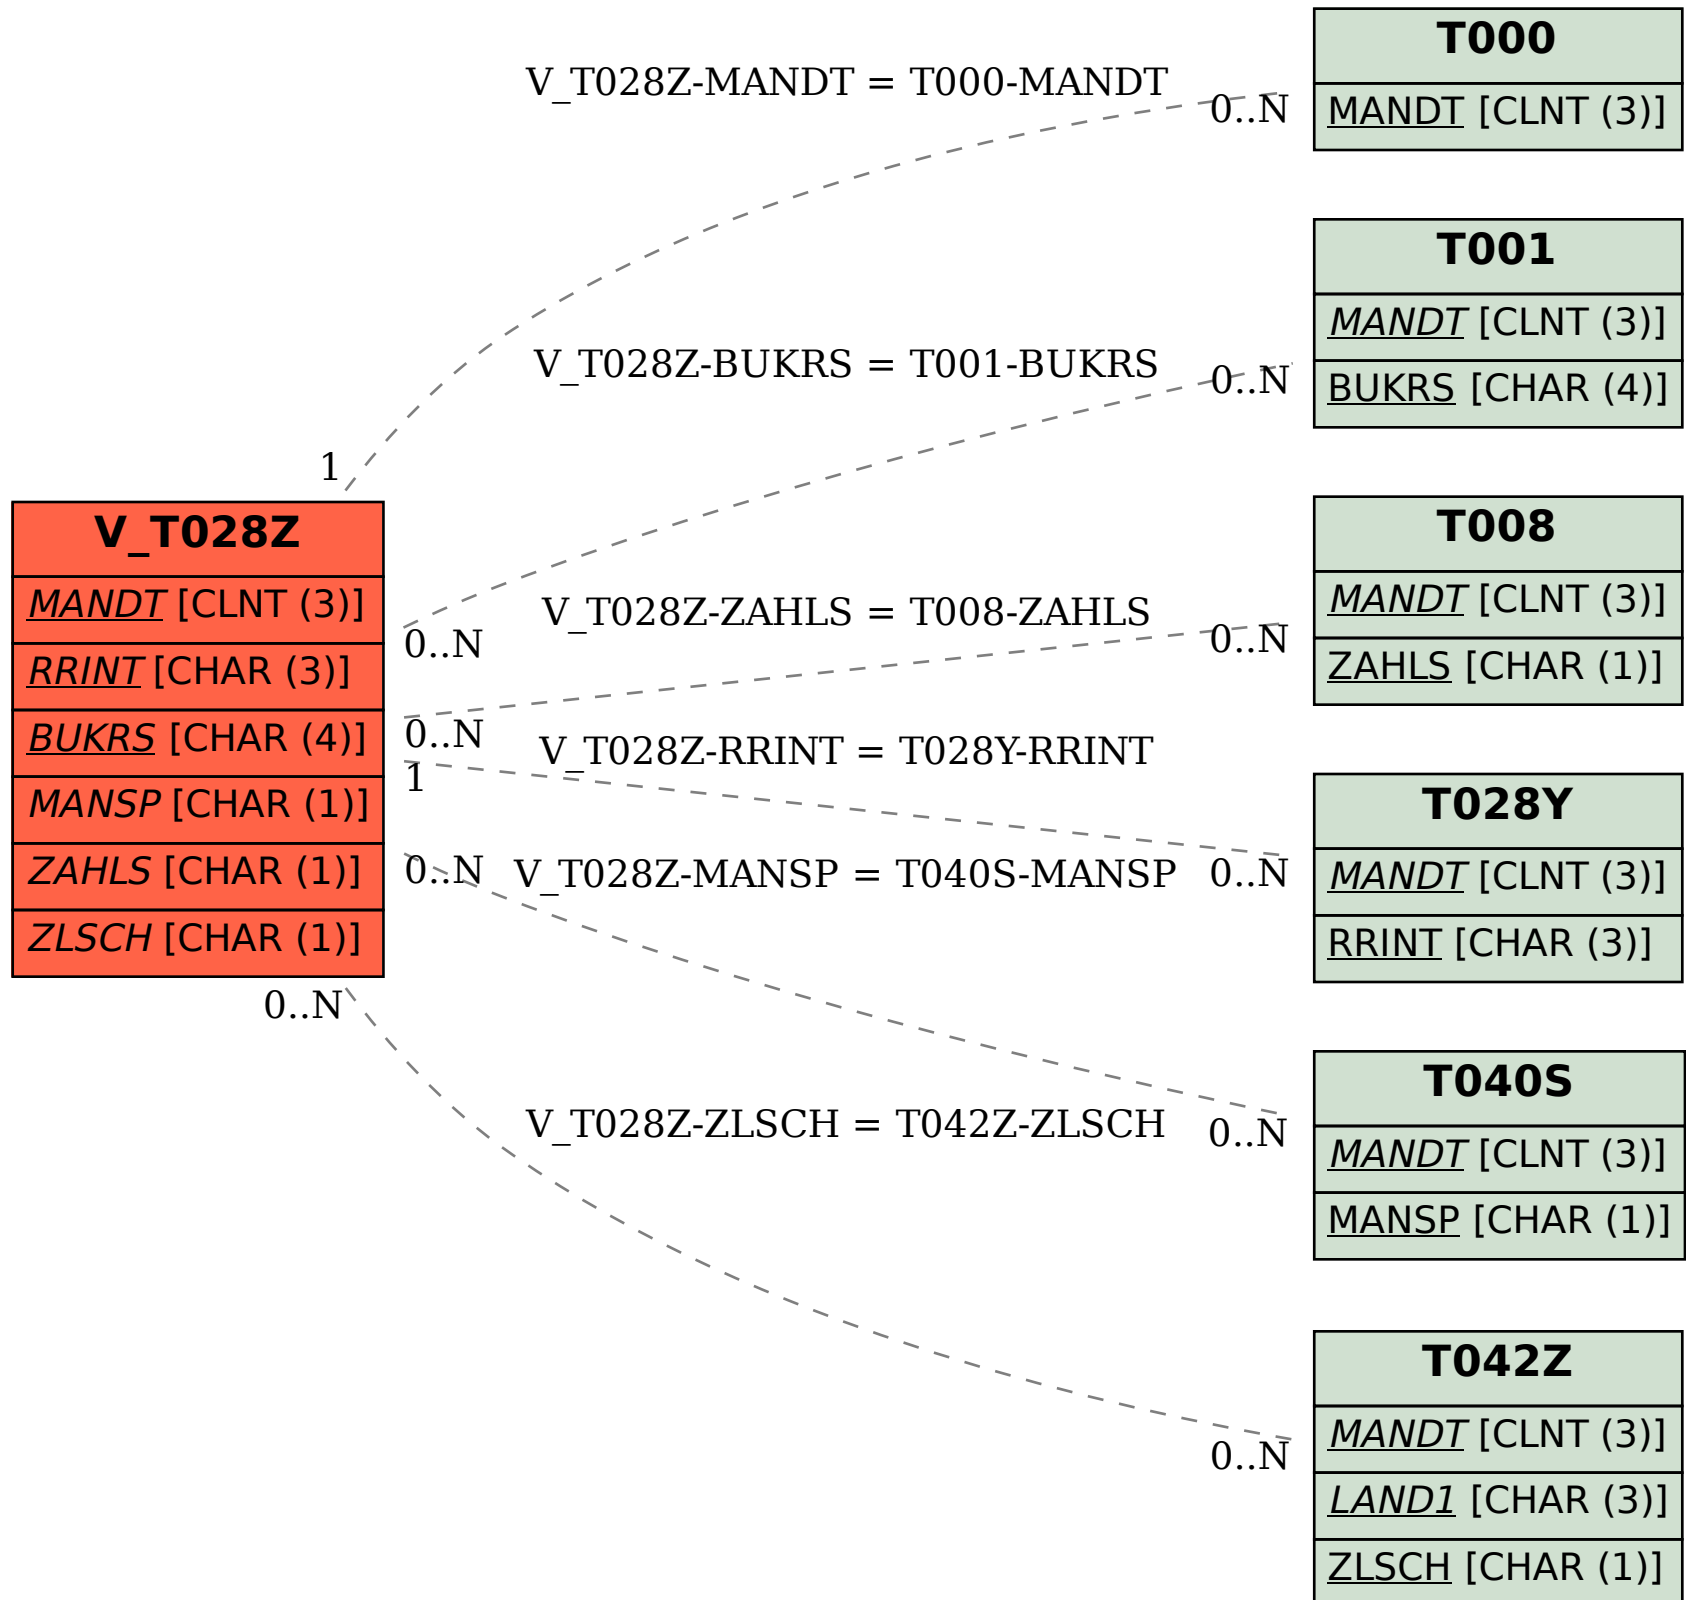 V_T028Z
MANDT [CLNT (3)]
RRINT [CHAR (3)]
BUKRS [CHAR (4)]
MANSP [CHAR (1)]
ZAHLS [CHAR (1)]
ZLSCH [CHAR (1)]
V_T028Z-MANDT = T000-MANDT
1
0..N
V_T028Z-BUKRS = T001-BUKRS
0..N
0..N
V_T028Z-ZAHLS = T008-ZAHLS
0..N
0..N
V_T028Z-RRINT = T028Y-RRINT
1
0..N
V_T028Z-MANSP = T040S-MANSP
0..N
0..N
V_T028Z-ZLSCH = T042Z-ZLSCH
0..N
0..N
T000
MANDT [CLNT (3)]
T001
MANDT [CLNT (3)]
BUKRS [CHAR (4)]
T008
MANDT [CLNT (3)]
ZAHLS [CHAR (1)]
T028Y
MANDT [CLNT (3)]
RRINT [CHAR (3)]
T040S
MANDT [CLNT (3)]
MANSP [CHAR (1)]
T042Z
MANDT [CLNT (3)]
LAND1 [CHAR (3)]
ZLSCH [CHAR (1)]